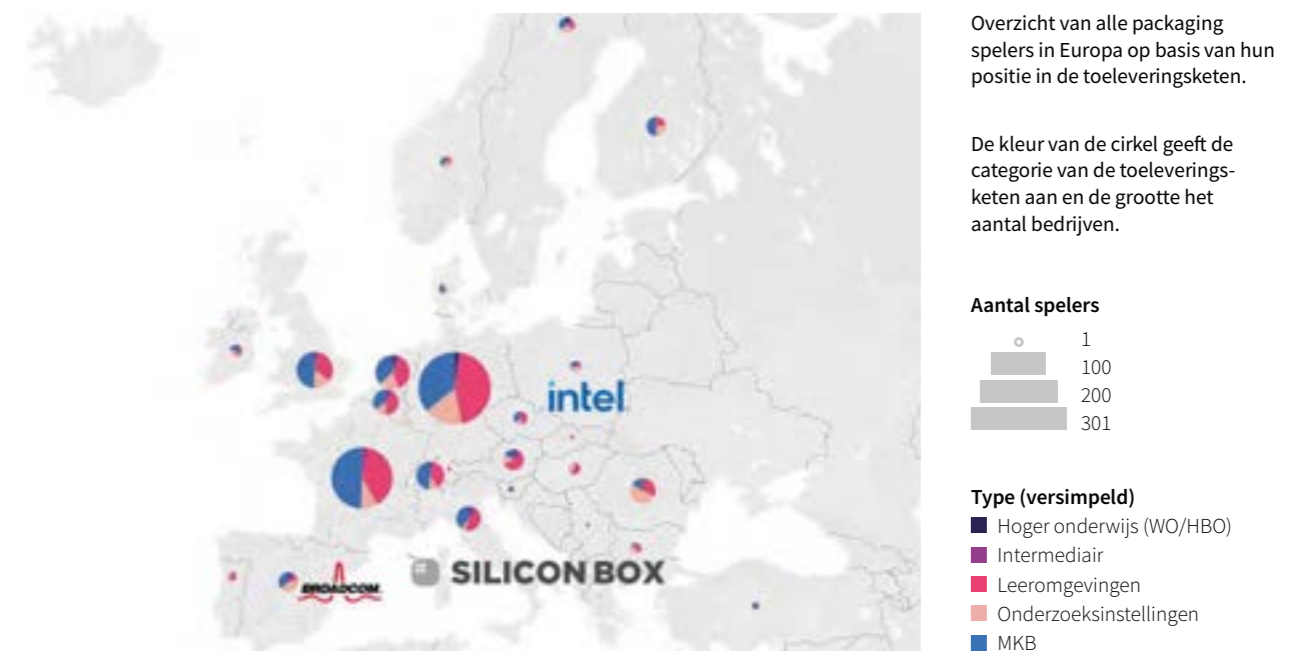 Overzicht van alle packaging
spelers in Europa op basis van hun
positie in de toeleveringsketen.
De kleur van de cirkel geeft de
categorie van de toeleverings-
keten aan en de grootte het
aantal bedrijven.
Aantal spelers
1
100
200
301
Type (versimpeld)
Hoger onderwijs (WO/HBO)
Intermediair
Leeromgevingen
Onderzoeksinstellingen
MKB
intel
SILICON BOX
BROADCOM